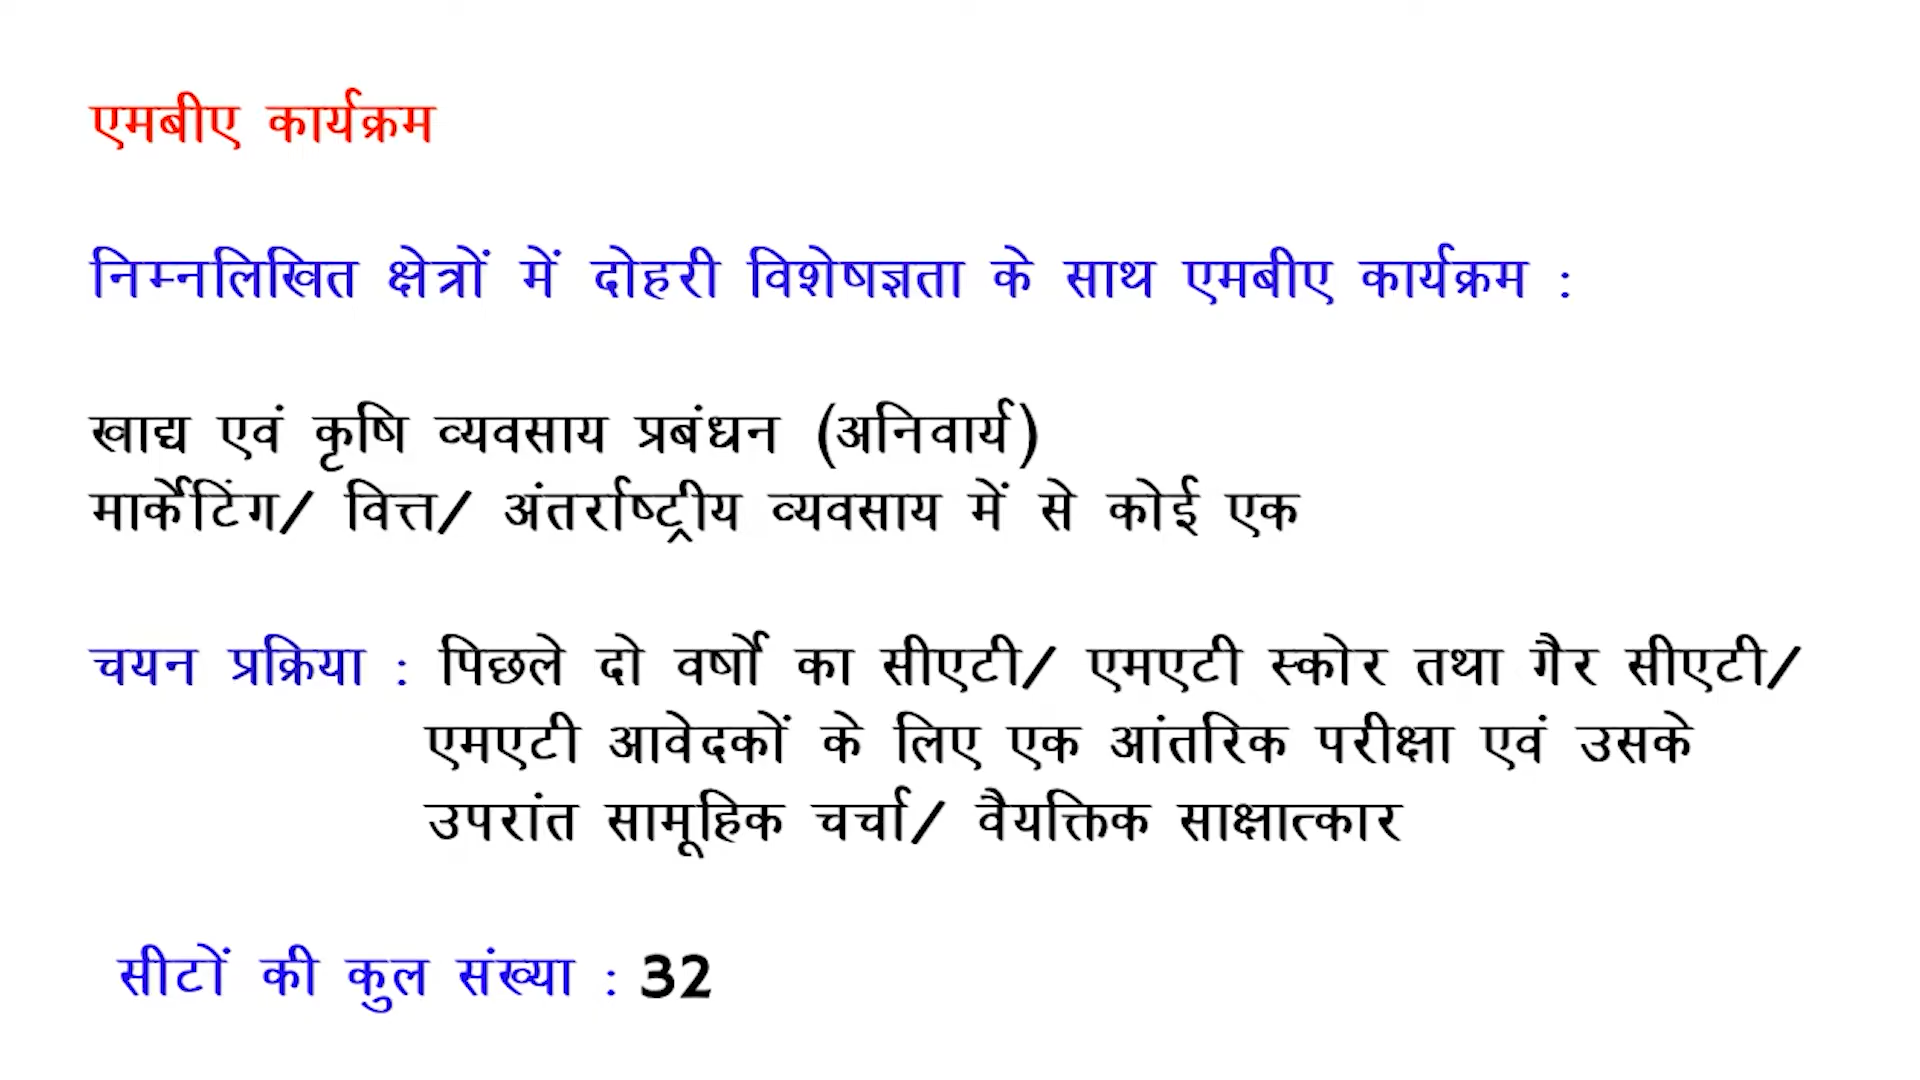 एमबीए कार्यक्रम
निम्नलिखित क्षेत्रों में दोहरी विशेषज्ञता के साथ एमबीए कार्यक्रम :
खाद्य एवं कृषि व्यवसाय प्रबंधन (अनिवार्य)
मार्केटिंग/ वित्त/ अंतर्राष्ट्रीय व्यवसाय में से कोई एक
चयन प्रक्रिया : पिछले दो वर्षों का सीएटी/ एमएटी स्कोर तथा गैर सीएटी/
एमएटी आवेदकों के लिए एक आंतरिक परीक्षा एवं उसके
उपरांत सामूहिक चर्चा/ वैयक्तिक साक्षात्कार
सीटों की कुल संख्या : 32